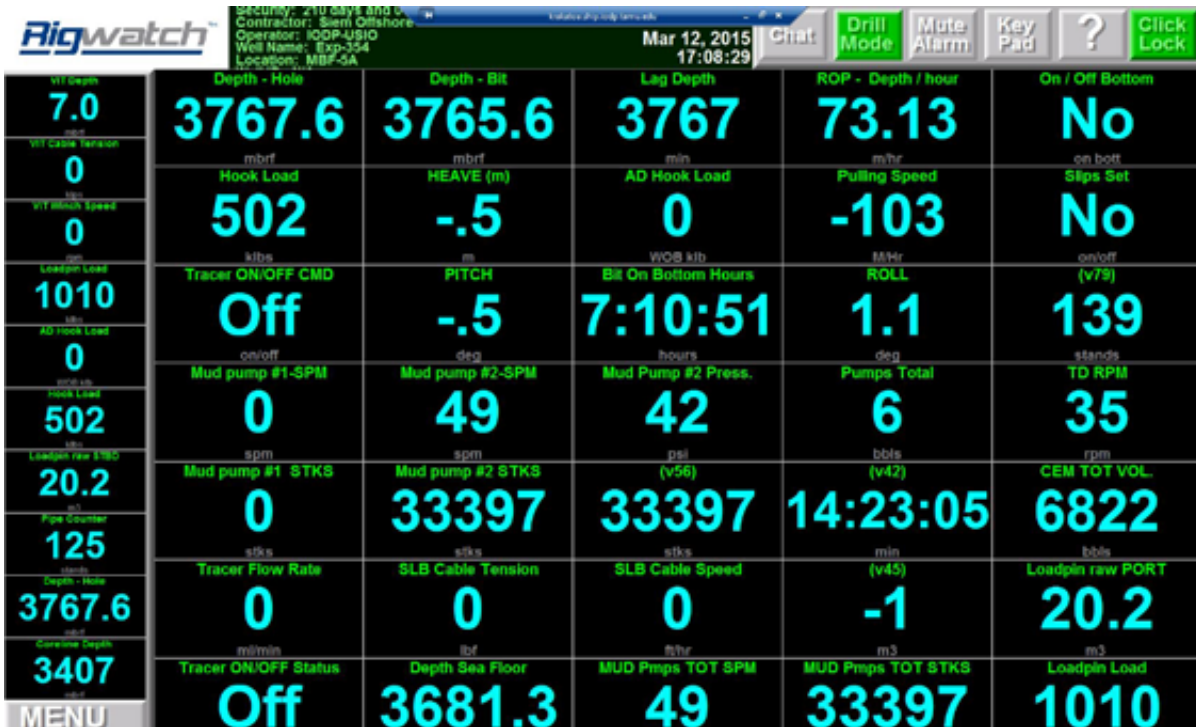 Rigwatch
Security: 210 days and
Contractor: Siem Offshore
Operator: IODP-USIO
Well Name: Exp-354
Location: MBF-5A
Mar 12, 2015
17:08:29
Chat
Drill Mode
Mute Alarm
Key Pad
?
Click Lock
VIT Depth
7.0
mbrf
VIT Cable Tension
0
klbs
VIT Winch Speed
0
rpm
Loadpin Load
1010
klbs
AD Hook Load
0
WOB klb
Hook Load
502
klbs
Loadpin raw STBD
20.2
m3
Pipe Counter
125
stands
Depth - Hole
3767.6
mbrf
Coreline Depth
3407
mbrf
MENU
Depth - Hole
3767.6
mbrf
Depth - Bit
3765.6
mbrf
Lag Depth
3767
min
ROP - Depth / hour
73.13
m/hr
On / Off Bottom
No
on bott
Hook Load
502
klbs
HEAVE (m)
-.5
m
AD Hook Load
0
WOB klb
Pulling Speed
-103
M/Hr
Slips Set
No
on/off
Tracer ON/OFF CMD
Off
on/off
PITCH
-.5
deg
Bit On Bottom Hours
7:10:51
hours
ROLL
1.1
deg
(v79)
139
stands
Mud pump #1-SPM
0
spm
Mud pump #2-SPM
49
spm
Mud Pump #2 Press.
42
psi
Pumps Total
6
bbls
TD RPM
35
rpm
Mud pump #1 STKS
0
stks
Mud pump #2 STKS
33397
stks
(v56)
33397
stks
(v42)
14:23:05
min
CEM TOT VOL.
6822
bbls
Tracer Flow Rate
0
ml/min
SLB Cable Tension
0
lbf
SLB Cable Speed
0
ft/hr
(v45)
-1
m3
Loadpin raw PORT
20.2
m3
Tracer ON/OFF Status
Off
Depth Sea Floor
3681.3
MUD Pmps TOT SPM
49
MUD Pmps TOT STKS
33397
Loadpin Load
1010